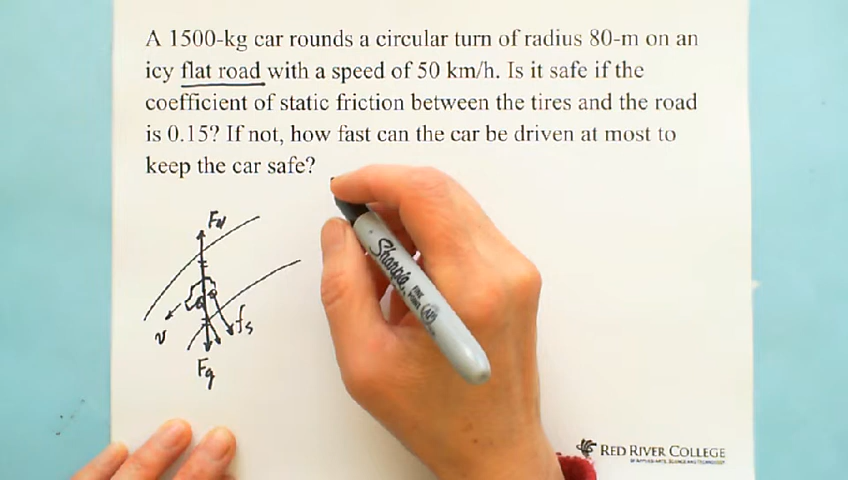 A 1500-kg car rounds a circular turn of radius 80-m on an
icy flat road with a speed of 50 km/h. Is it safe if the
coefficient of static friction between the tires and the road
is 0.15? If not, how fast can the car be driven at most to
keep the car safe?
FN
v
fs
Fg
Sharpie
RED RIVER COLLEGE